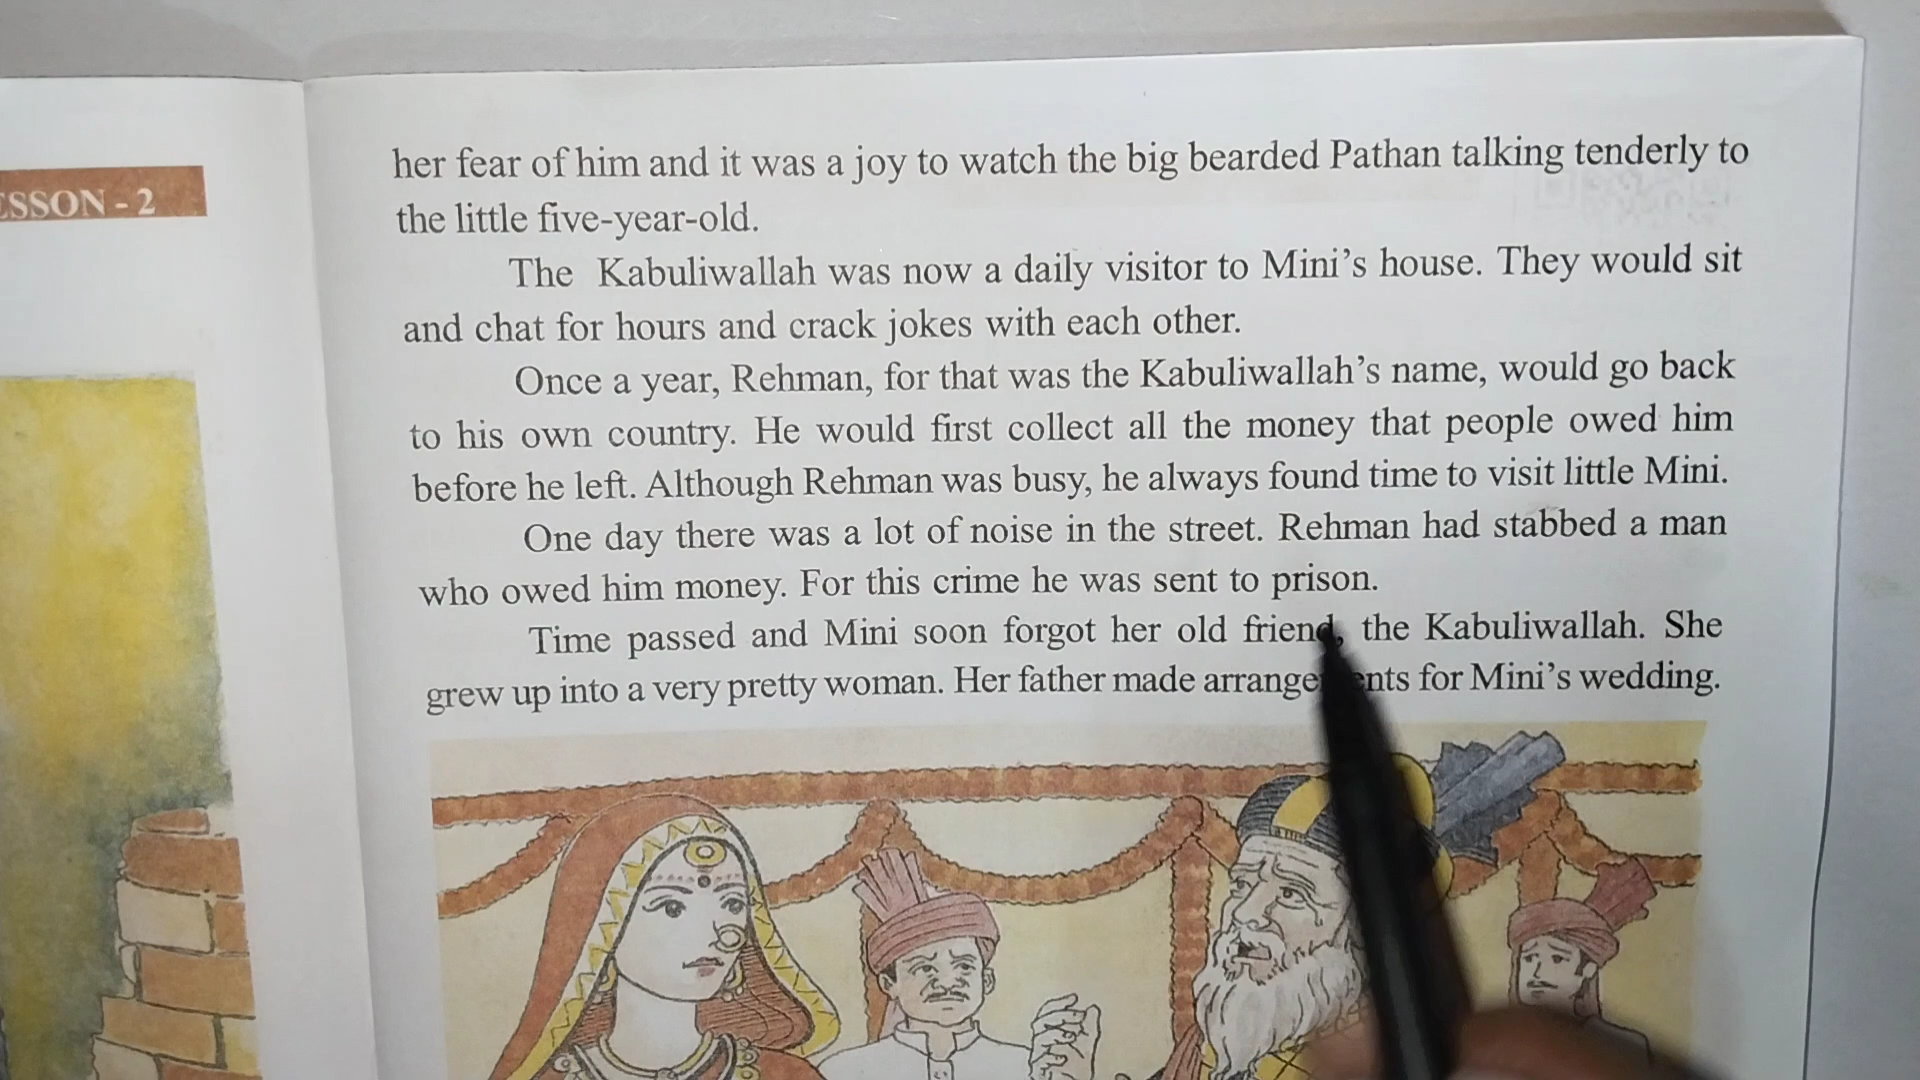 ESSON - 2
her fear of him and it was a joy to watch the big bearded Pathan talking tenderly to
the little five-year-old.
The Kabuliwallah was now a daily visitor to Mini's house. They would sit
and chat for hours and crack jokes with each other.
Once a year, Rehman, for that was the Kabuliwallah's name, would go back
to his own country. He would first collect all the money that people owed him
before he left. Although Rehman was busy, he always found time to visit little Mini.
One day there was a lot of noise in the street. Rehman had stabbed a man
who owed him money. For this crime he was sent to prison.
Time passed and Mini soon forgot her old friend, the Kabuliwallah. She
grew up into a very pretty woman. Her father made arrangements for Mini's wedding.